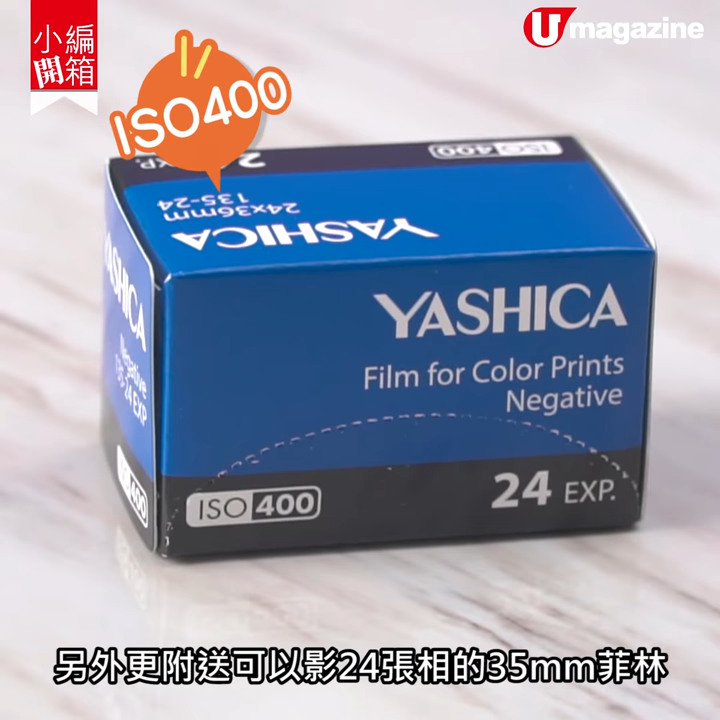 小編
開箱
U magazine
ISO400
ISO 400
24 EXP.
24x36mm
135-24
YASHICA
YASHICA
Film for Color Prints
Negative
ISO 400
24 EXP.
YASHICA
Negative
24 EXP
ISO 400
另外更附送可以影24張相的35mm菲林